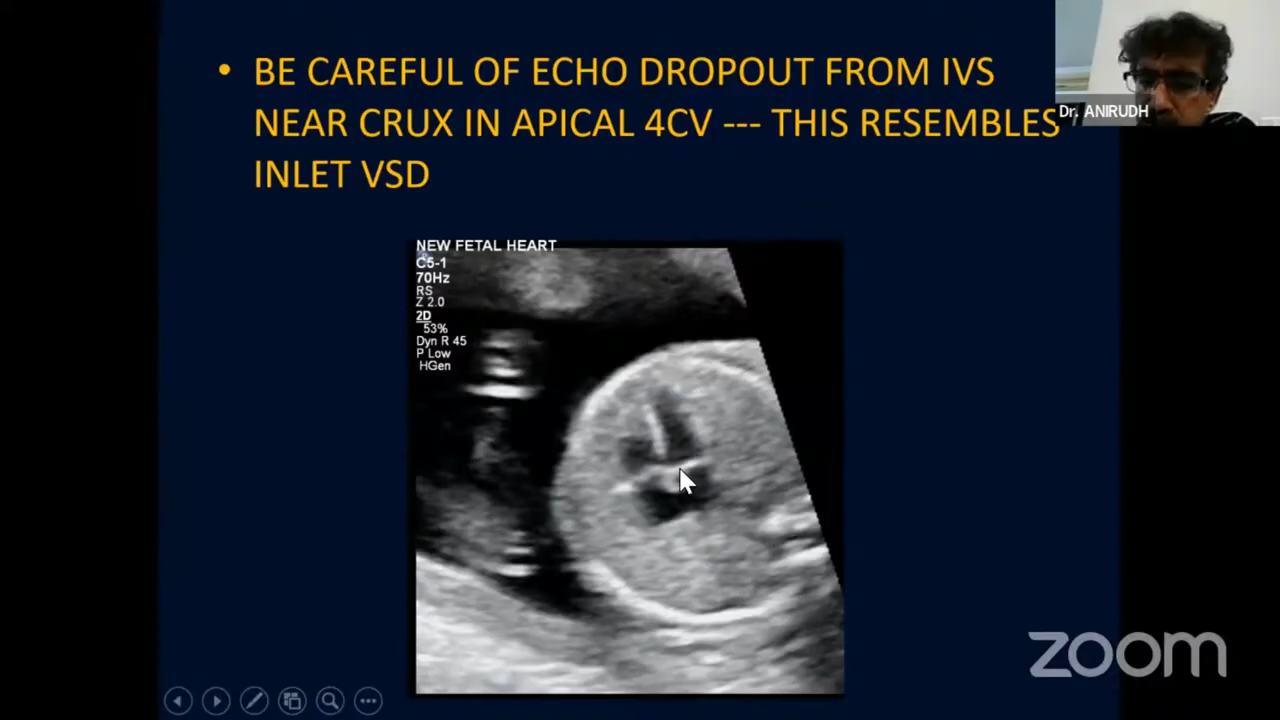 • BE CAREFUL OF ECHO DROPOUT FROM IVS
NEAR CRUX IN APICAL 4CV --- THIS RESEMBLES
INLET VSD
Dr. ANIRUDH
NEW FETAL HEART
C5-1
70Hz
RS
Z 2.0
2D
53%
Dyn R 45
P Low
HGen
zoom